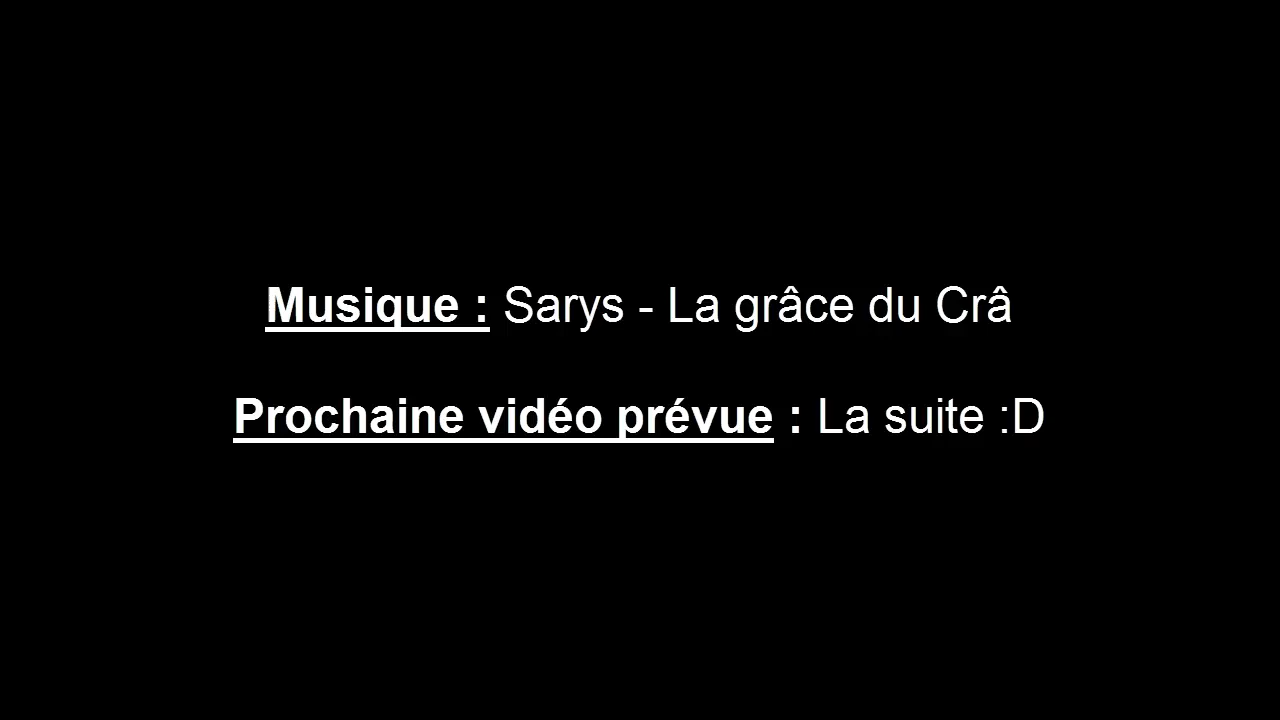 Musique : Sarys - La grâce du Crâ
Prochaine vidéo prévue : La suite :D